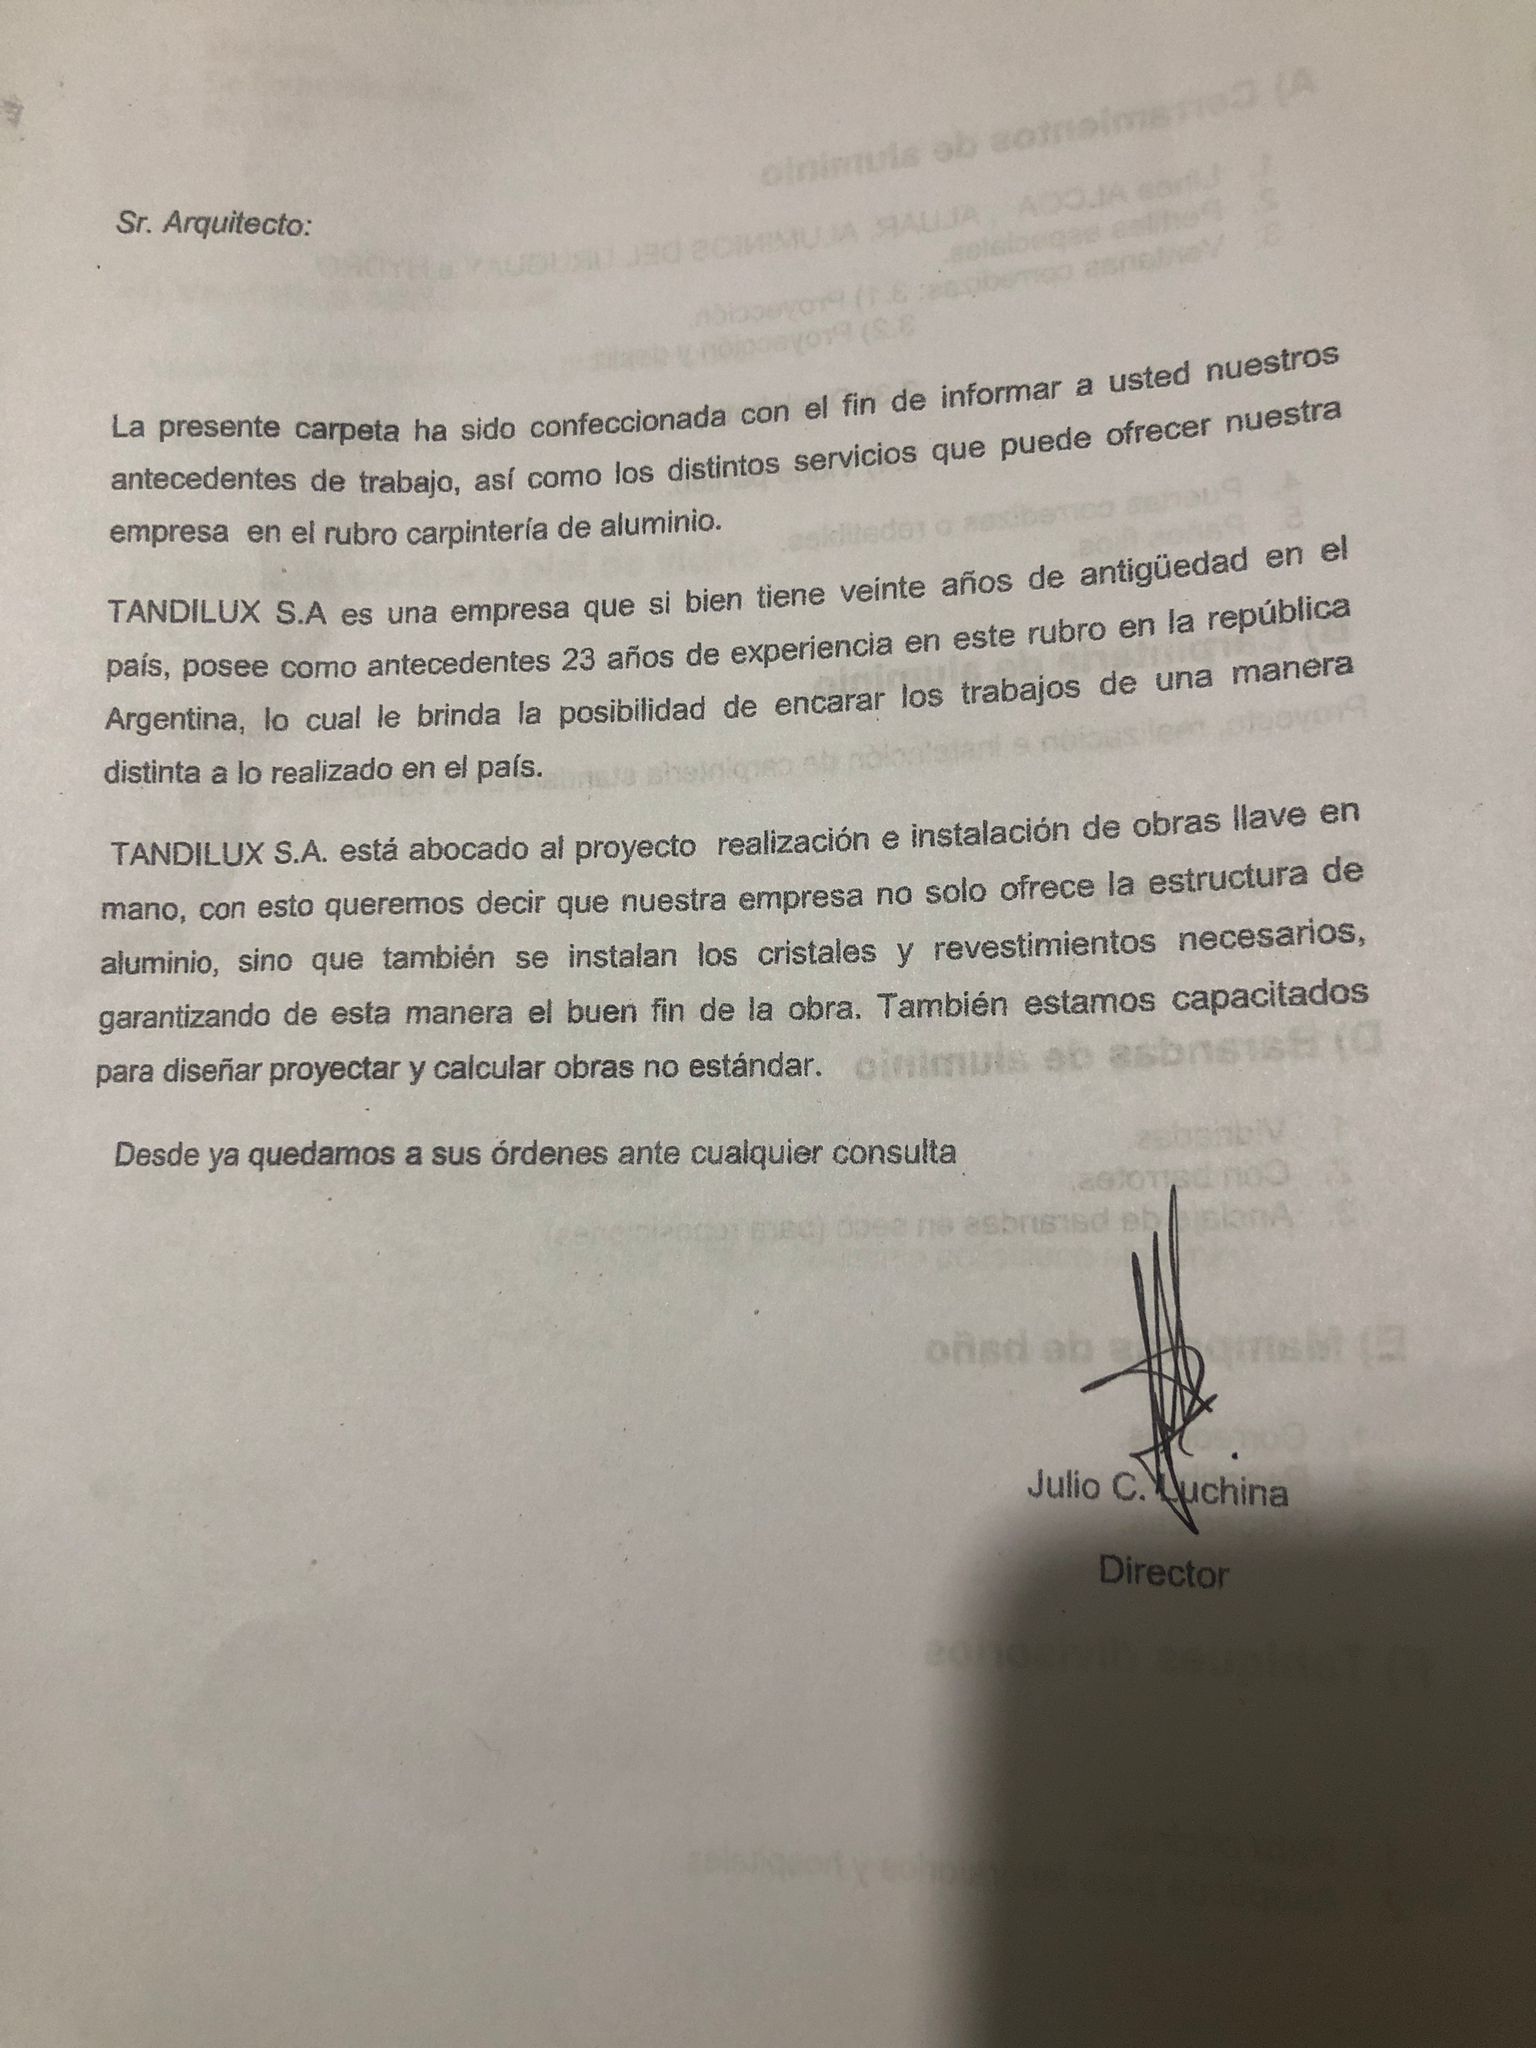 Sr. Arquitecto:
La presente carpeta ha sido confeccionada con el fin de informar a usted nuestros
antecedentes de trabajo, así como los distintos servicios que puede ofrecer nuestra
empresa en el rubro carpintería de aluminio.
TANDILUX S.A es una empresa que si bien tiene veinte años de antigüedad en el
país, posee como antecedentes 23 años de experiencia en este rubro en la república
Argentina, lo cual le brinda la posibilidad de encarar los trabajos de una manera
distinta a lo realizado en el país.
TANDILUX S.A. está abocado al proyecto realización e instalación de obras llave en
mano, con esto queremos decir que nuestra empresa no solo ofrece la estructura de
aluminio, sino que también se instalan los cristales y revestimientos necesarios,
garantizando de esta manera el buen fin de la obra. También estamos capacitados
para diseñar proyectar y calcular obras no estándar.
Desde ya quedamos a sus órdenes ante cualquier consulta
Julio C. Luchina
Director